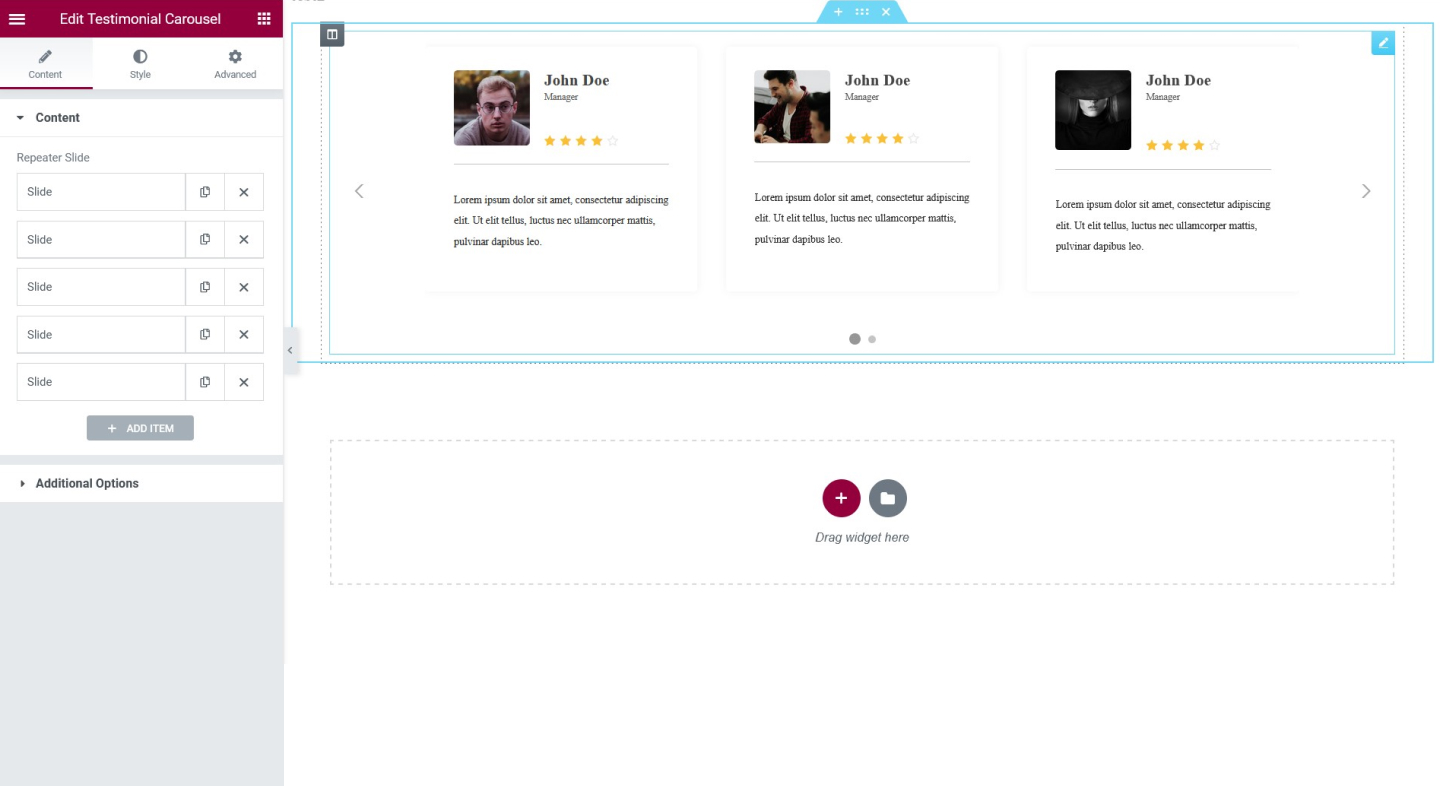 Edit Testimonial Carousel
Content
Style
Advanced
Content
Repeater Slide
Slide
Slide
Slide
Slide
Slide
ADD ITEM
Additional Options
John Doe
Manager
Lorem ipsum dolor sit amet, consectetur adipiscing
elit. Ut elit tellus, luctus nec ullamcorper mattis,
pulvinar dapibus leo.
John Doe
Manager
Lorem ipsum dolor sit amet, consectetur adipiscing
elit. Ut elit tellus, luctus nec ullamcorper mattis,
pulvinar dapibus leo.
John Doe
Manager
Lorem ipsum dolor sit amet, consectetur adipiscing
elit. Ut elit tellus, luctus nec ullamcorper mattis,
pulvinar dapibus leo.
Drag widget here